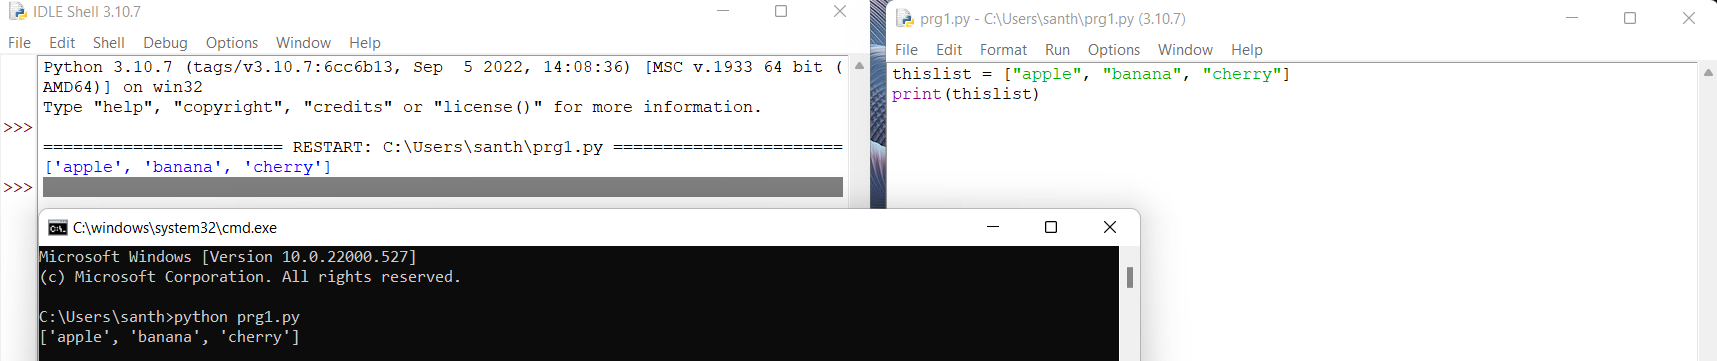 IDLE Shell 3.10.7
File Edit Shell Debug Options Window Help
Python 3.10.7 (tags/v3.10.7:6cc6b13, Sep  5 2022, 14:08:36) [MSC v.1933 64 bit (
AMD64)] on win32
Type "help", "copyright", "credits" or "license()" for more information.
>>>
======================== RESTART: C:\Users\santh\prg1.py =======================
['apple', 'banana', 'cherry']
>>>
prg1.py - C:\Users\santh\prg1.py (3.10.7)
File Edit Format Run Options Window Help
thislist = ["apple", "banana", "cherry"]
print(thislist)
C:\windows\system32\cmd.exe
Microsoft Windows [Version 10.0.22000.527]
(c) Microsoft Corporation. All rights reserved.
C:\Users\santh>python prg1.py
['apple', 'banana', 'cherry']